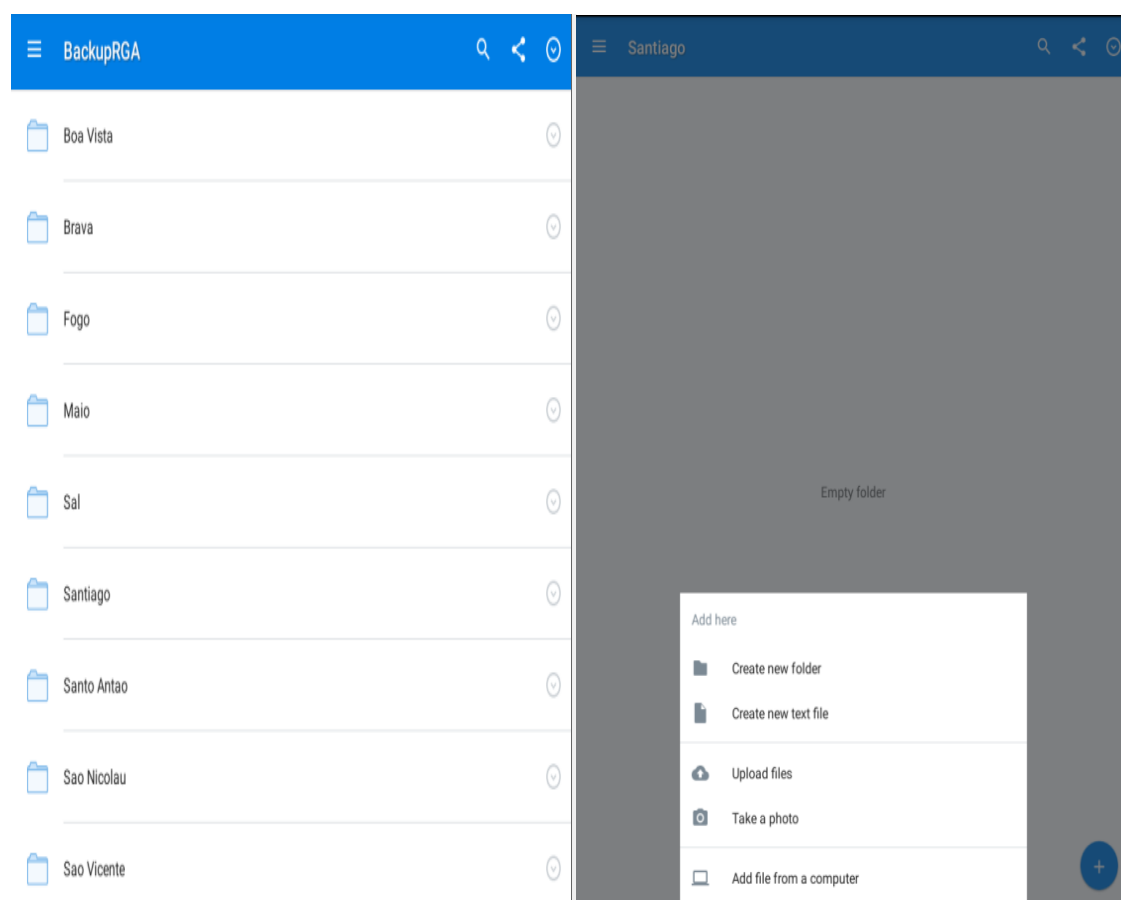 BackupRGA
Boa Vista
Brava
Fogo
Maio
Sal
Santiago
Santo Antao
Sao Nicolau
Sao Vicente
Santiago
Empty folder
Add here
Create new folder
Create new text file
Upload files
Take a photo
Add file from a computer